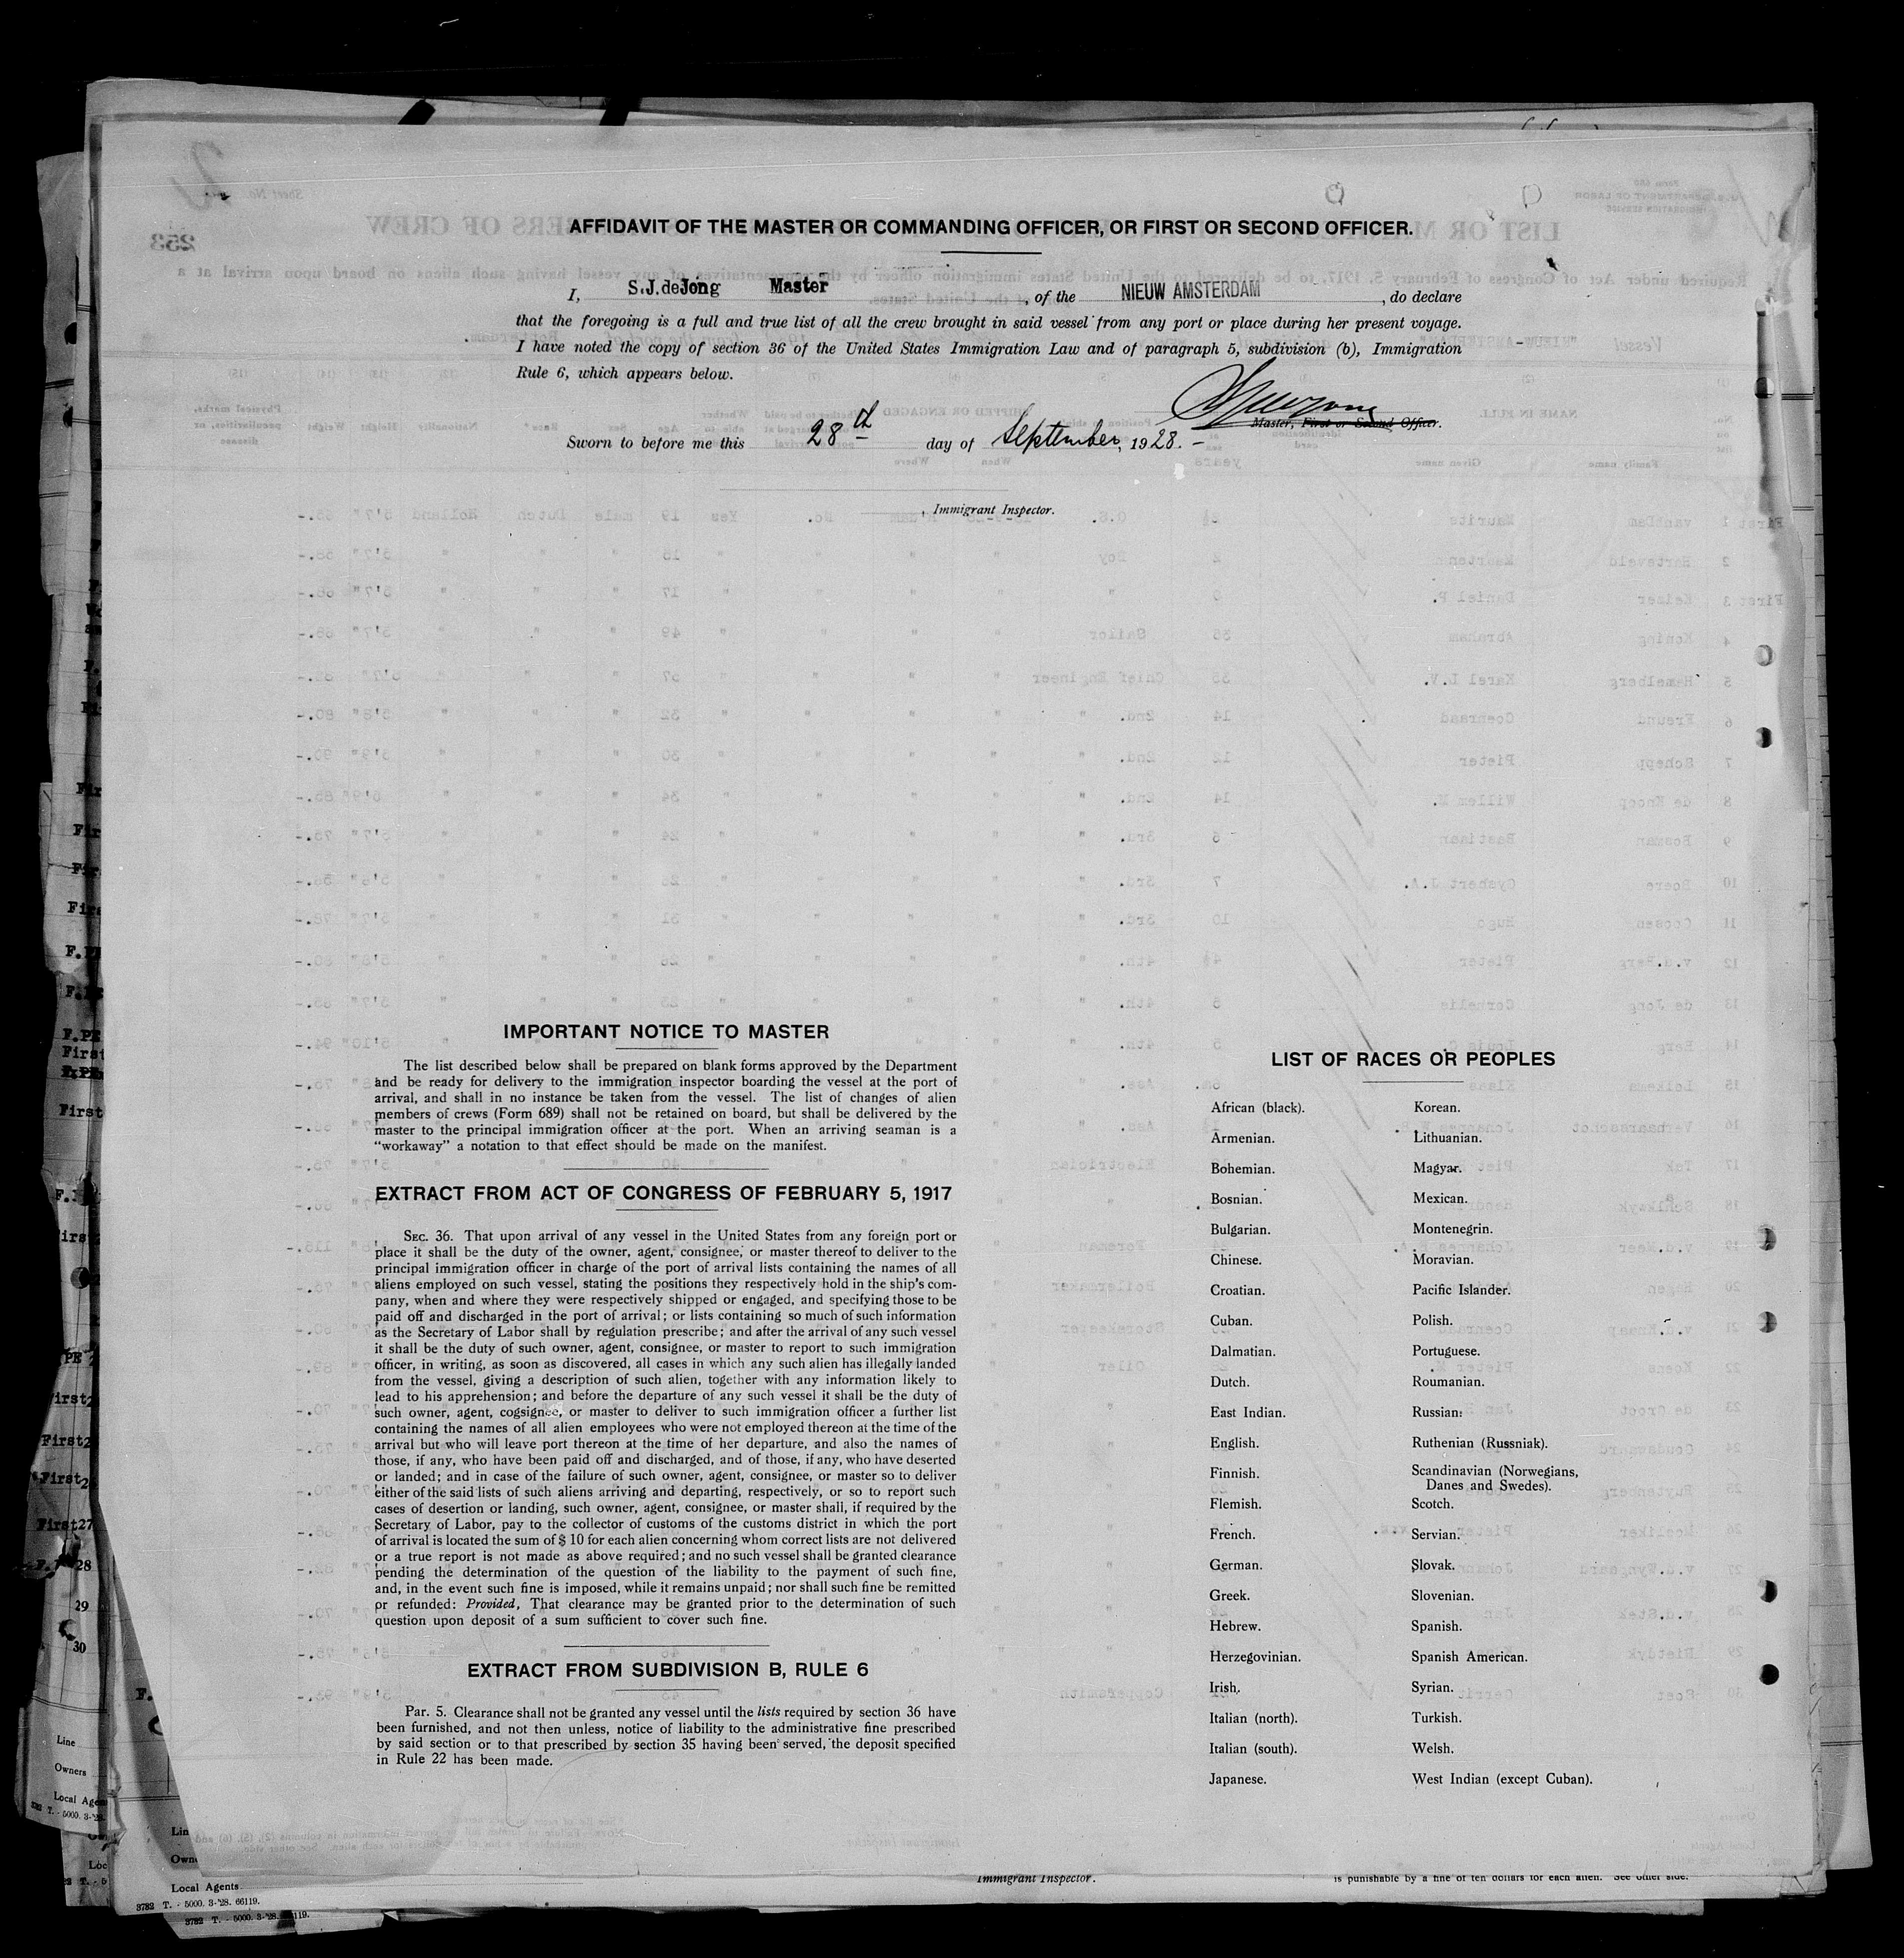 AFFIDAVIT OF THE MASTER OR COMMANDING OFFICER, OR FIRST OR SECOND OFFICER.
I, S.J.deJong Master, of the NIEUW AMSTERDAM, do declare
that the foregoing is a full and true list of all the crew brought in said vessel from any port or place during her present voyage.
I have noted the copy of section 36 of the United States Immigration Law and of paragraph 5, subdivision (b), Immigration
Rule 6, which appears below.
Master, First or Second Officer.
Sworn to before me this 28th day of September, 1928.-
, Immigrant Inspector.
IMPORTANT NOTICE TO MASTER
The list described below shall be prepared on blank forms approved by the Department
and be ready for delivery to the immigration inspector boarding the vessel at the port of
arrival, and shall in no instance be taken from the vessel. The list of changes of alien
members of crews (Form 689) shall not be retained on board, but shall be delivered by the
master to the principal immigration officer at the port. When an arriving seaman is a
“workaway” a notation to that effect should be made on the manifest.
EXTRACT FROM ACT OF CONGRESS OF FEBRUARY 5, 1917
SEC. 36. That upon arrival of any vessel in the United States from any foreign port or
place it shall be the duty of the owner, agent, consignee, or master thereof to deliver to the
principal immigration officer in charge of the port of arrival lists containing the names of all
aliens employed on such vessel, stating the positions they respectively hold in the ship's com-
pany, when and where they were respectively shipped or engaged, and specifying those to be
paid off and discharged in the port of arrival; or lists containing so much of such information
as the Secretary of Labor shall by regulation prescribe; and after the arrival of any such vessel
it shall be the duty of such owner, agent, consignee, or master to report to such immigration
officer, in writing, as soon as discovered, all cases in which any such alien has illegally landed
from the vessel, giving a description of such alien, together with any information likely to
lead to his apprehension; and before the departure of any such vessel it shall be the duty of
such owner, agent, cogsignee, or master to deliver to such immigration officer a further list
containing the names of all alien employees who were not employed thereon at the time of the
arrival but who will leave port thereon at the time of her departure, and also the names of
those, if any, who have been paid off and discharged, and of those, if any, who have deserted
or landed; and in case of the failure of such owner, agent, consignee, or master so to deliver
either of the said lists of such aliens arriving and departing, respectively, or so to report such
cases of desertion or landing, such owner, agent, consignee, or master shall, if required by the
Secretary of Labor, pay to the collector of customs of the customs district in which the port
of arrival is located the sum of $ 10 for each alien concerning whom correct lists are not delivered
or a true report is not made as above required; and no such vessel shall be granted clearance
pending the determination of the question of the liability to the payment of such fine,
and, in the event such fine is imposed, while it remains unpaid; nor shall such fine be remitted
or refunded: Provided, That clearance may be granted prior to the determination of such
question upon deposit of a sum sufficient to cover such fine.
EXTRACT FROM SUBDIVISION B, RULE 6
Par. 5. Clearance shall not be granted any vessel until the lists required by section 36 have
been furnished, and not then unless, notice of liability to the administrative fine prescribed
by said section or to that prescribed by section 35 having been served, the deposit specified
in Rule 22 has been made.
LIST OF RACES OR PEOPLES
African (black). Korean.
Armenian. Lithuanian.
Bohemian. Magyar.
Bosnian. Mexican.
Bulgarian. Montenegrin.
Chinese. Moravian.
Croatian. Pacific Islander.
Cuban. Polish.
Dalmatian. Portuguese.
Dutch. Roumanian.
East Indian. Russian.
English. Ruthenian (Russniak).
Finnish. Scandinavian (Norwegians,
Danes and Swedes).
Flemish. Scotch.
French. Servian.
German. Slovak.
Greek. Slovenian.
Hebrew. Spanish.
Herzegovinian. Spanish American.
Irish. Syrian.
Italian (north). Turkish.
Italian (south). Welsh.
Japanese. West Indian (except Cuban).
Immigrant Inspector.
is punishable by a fine of ten dollars for each alien. See other side.
Line
Owners
Local Agents
3782 T. - 5000. 3-'28. 66119.